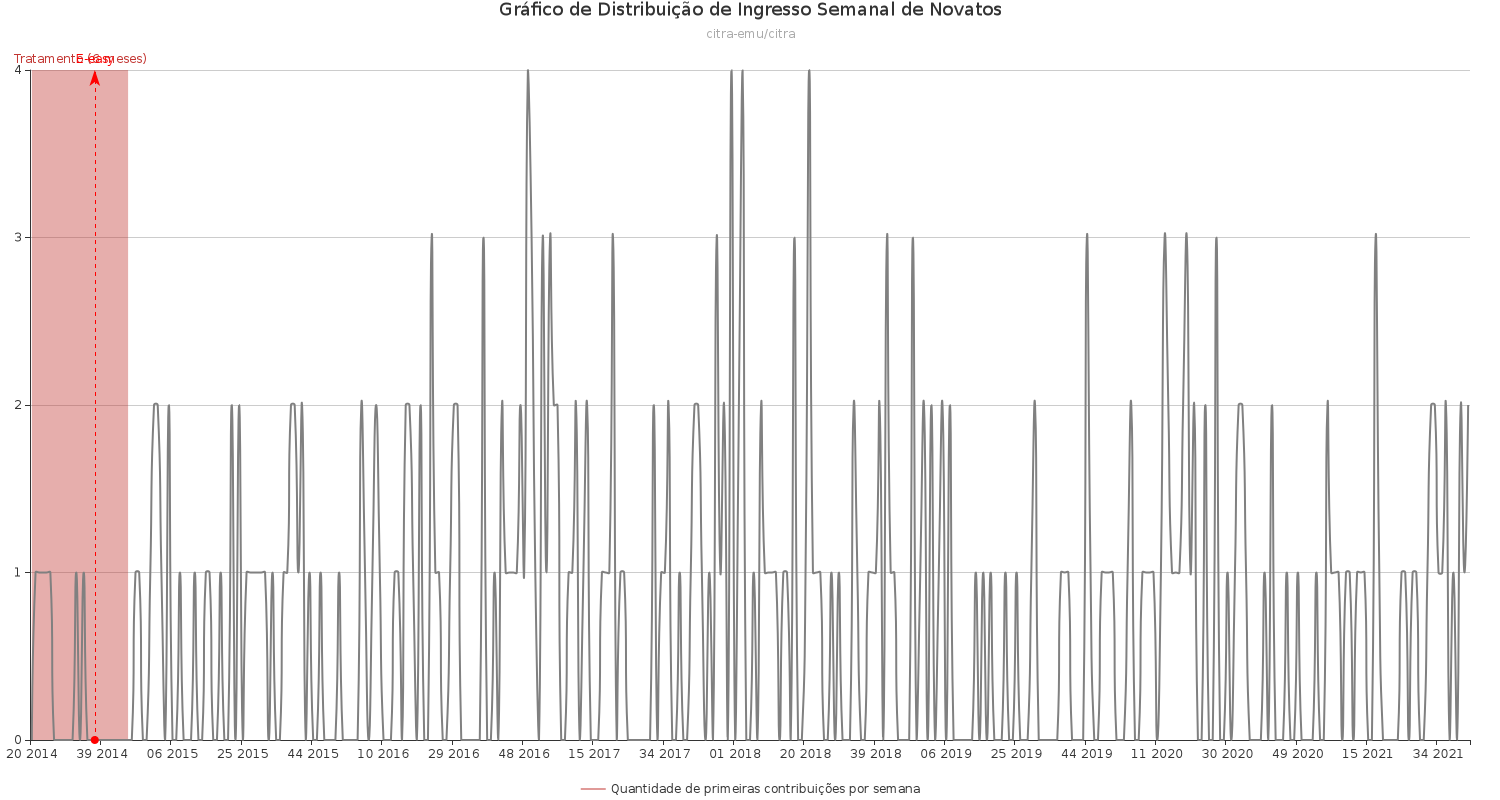 Gráfico de Distribuição de Ingresso Semanal de Novatos
citra-emu/citra
Tratamento (6 meses)
4
3
2
1
0
20 2014 39 2014 06 2015 25 2015 44 2015 10 2016 29 2016 48 2016 15 2017 34 2017 01 2018 20 2018 39 2018 06 2019 25 2019 44 2019 11 2020 30 2020 49 2020 15 2021 34 2021
Quantidade de primeiras contribuições por semana